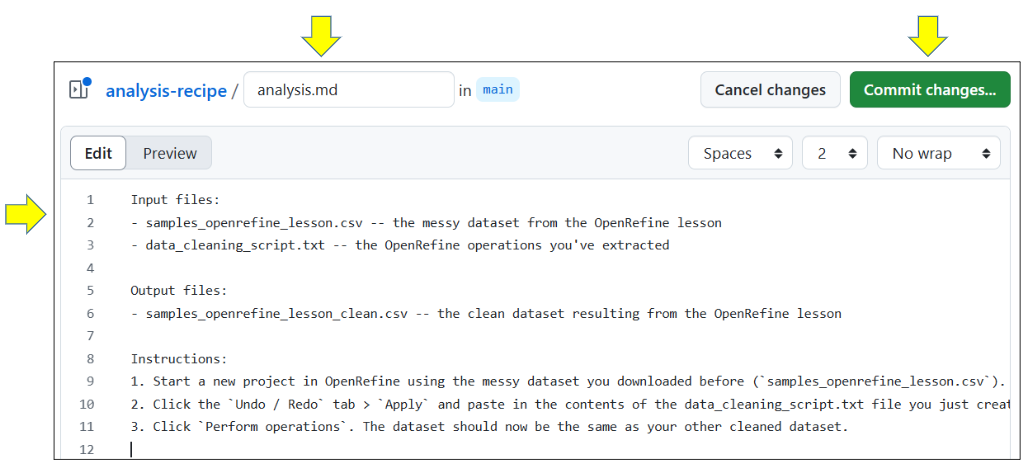 analysis-recipe / analysis.md in main Cancel changes Commit changes...
Edit Preview Spaces 2 No wrap
1 Input files:
2 - samples_openrefine_lesson.csv -- the messy dataset from the OpenRefine lesson
3 - data_cleaning_script.txt -- the OpenRefine operations you've extracted
4
5 Output files:
6 - samples_openrefine_lesson_clean.csv -- the clean dataset resulting from the OpenRefine lesson
7
8 Instructions:
9 1. Start a new project in OpenRefine using the messy dataset you downloaded before (`samples_openrefine_lesson.csv`).
10 2. Click the `Undo / Redo` tab > `Apply` and paste in the contents of the data_cleaning_script.txt file you just creat
11 3. Click `Perform operations`. The dataset should now be the same as your other cleaned dataset.
12